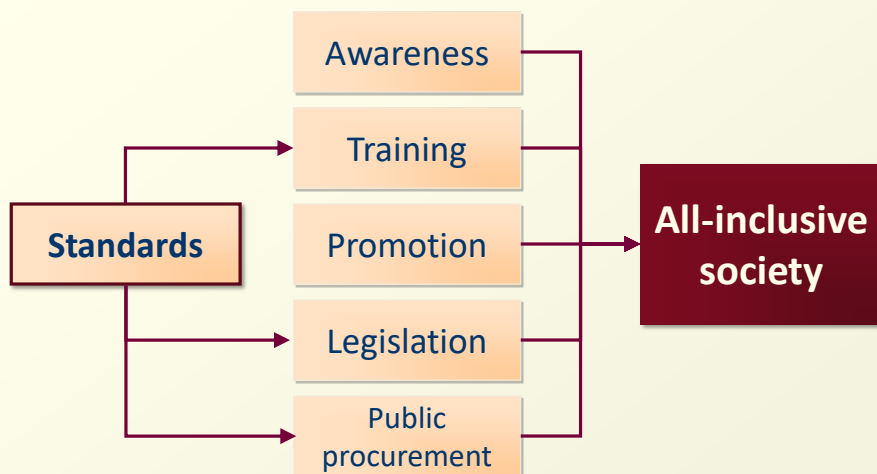 Awareness
Training
Standards
Promotion
All-inclusive
society
Legislation
Public
procurement